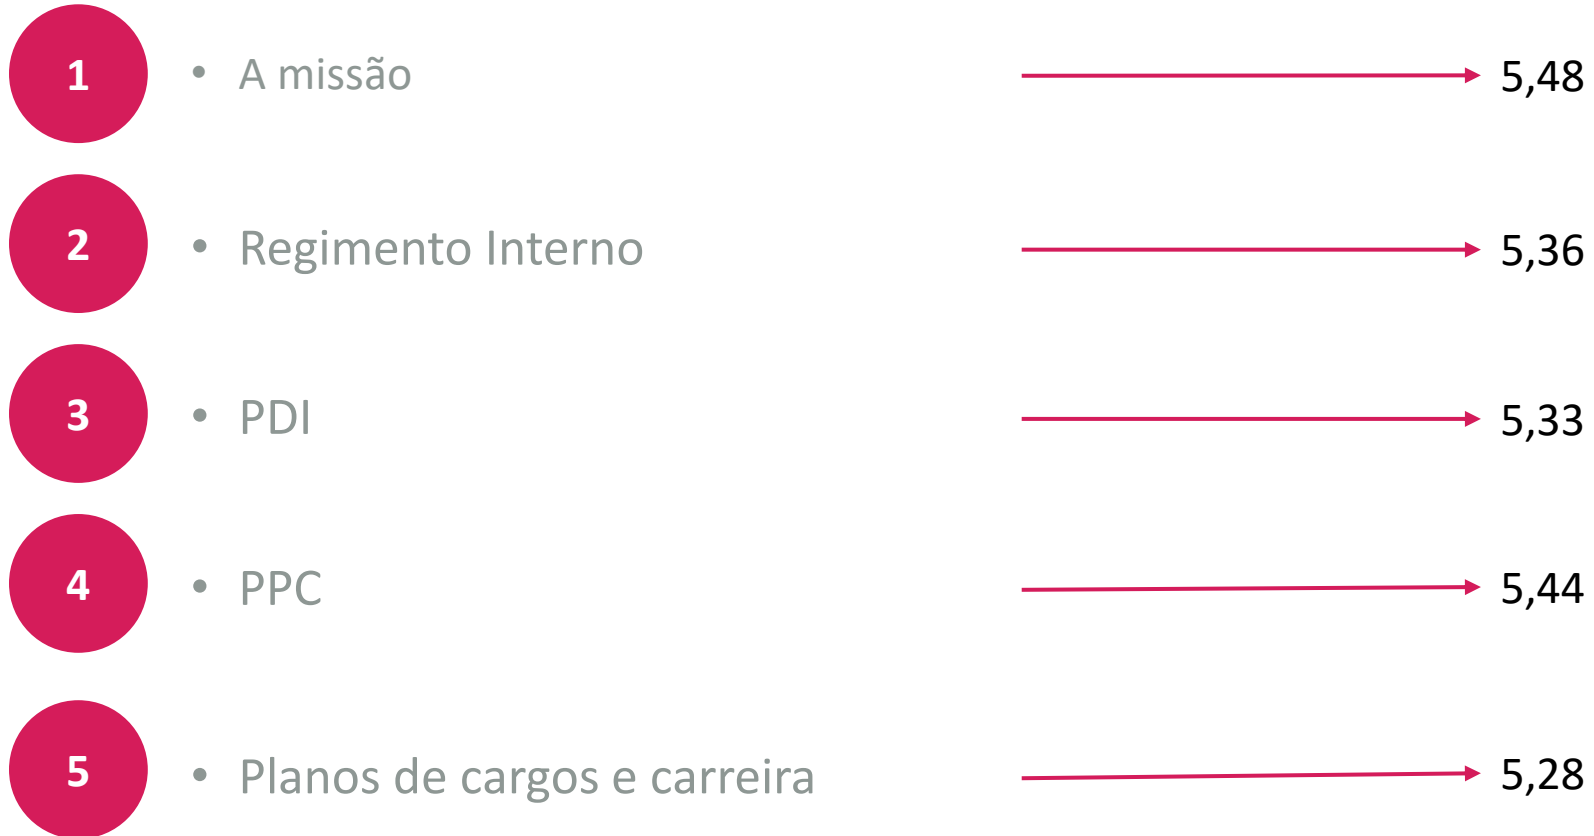 1 • A missão 5,48
2 • Regimento Interno 5,36
3 • PDI 5,33
4 • PPC 5,44
5 • Planos de cargos e carreira 5,28